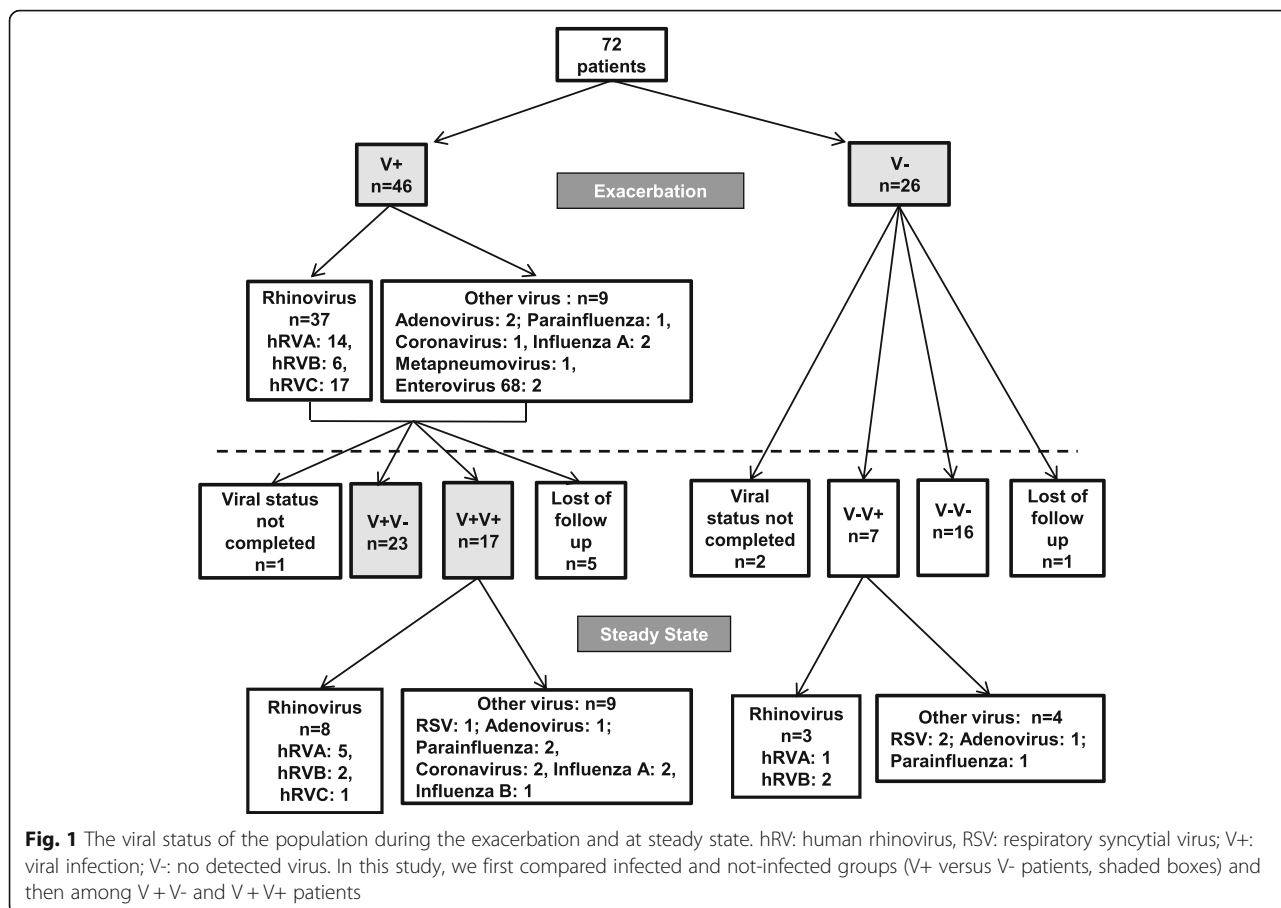 72
patients
V+
n=46
V-
n=26
Exacerbation
Rhinovirus
n=37
hRVA: 14,
hRVB: 6,
hRVC: 17
Other virus : n=9
Adenovirus: 2; Parainfluenza: 1,
Coronavirus: 1, Influenza A: 2
Metapneumovirus: 1,
Enterovirus 68: 2
Viral status
not
completed
n=1
V+V-
n=23
V+V+
n=17
Lost of
follow
up
n=5
Viral
status not
completed
n=2
V-V+
n=7
V-V-
n=16
Lost of
follow up
n=1
Steady State
Rhinovirus
n=8
hRVA: 5,
hRVB: 2,
hRVC: 1
Other virus: n=9
RSV: 1; Adenovirus: 1;
Parainfluenza: 2,
Coronavirus: 2, Influenza A: 2,
Influenza B: 1
Rhinovirus
n=3
hRVA: 1
hRVB: 2
Other virus: n=4
RSV: 2; Adenovirus: 1;
Parainfluenza: 1
Fig. 1 The viral status of the population during the exacerbation and at steady state. hRV: human rhinovirus, RSV: respiratory syncytial virus; V+:
viral infection; V-: no detected virus. In this study, we first compared infected and not-infected groups (V+ versus V- patients, shaded boxes) and
then among V + V- and V + V+ patients